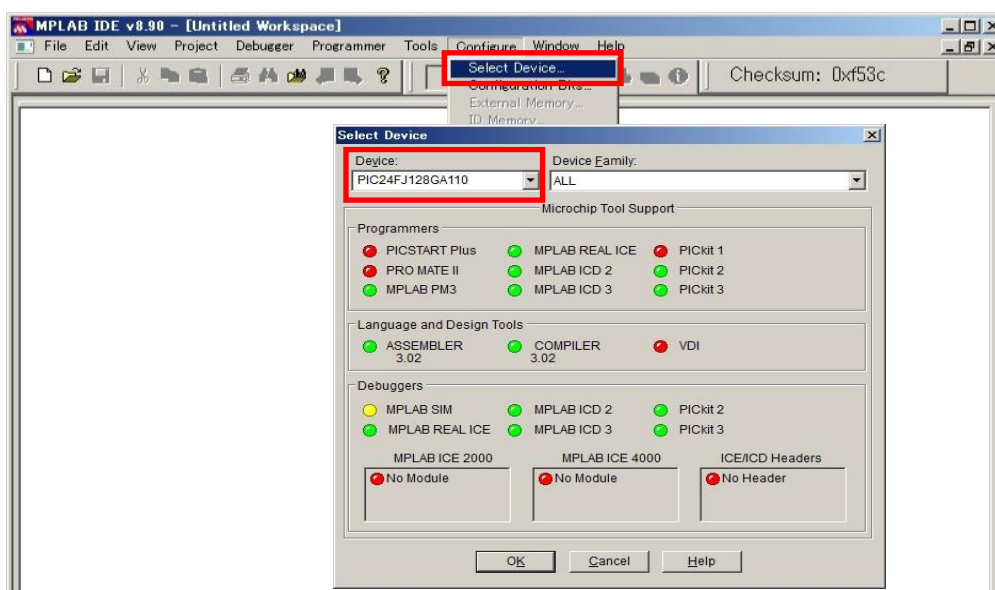 MPLAB IDE v8.90 - [Untitled Workspace]
File Edit View Project Debugger Programmer Tools Configure Window Help
Select Device...
Checksum: 0xf53c
Configuration Bits...
External Memory...
ID Memory...
Select Device
Device: Device Family:
PIC24FJ128GA110 ALL
Microchip Tool Support
Programmers
PICSTART Plus MPLAB REAL ICE PICkit 1
PRO MATE II MPLAB ICD 2 PICkit 2
MPLAB PM3 MPLAB ICD 3 PICkit 3
Language and Design Tools
ASSEMBLER COMPILER VDI
3.02 3.02
Debuggers
MPLAB SIM MPLAB ICD 2 PICkit 2
MPLAB REAL ICE MPLAB ICD 3 PICkit 3
MPLAB ICE 2000 MPLAB ICE 4000 ICE/ICD Headers
No Module No Module No Header
OK Cancel Help